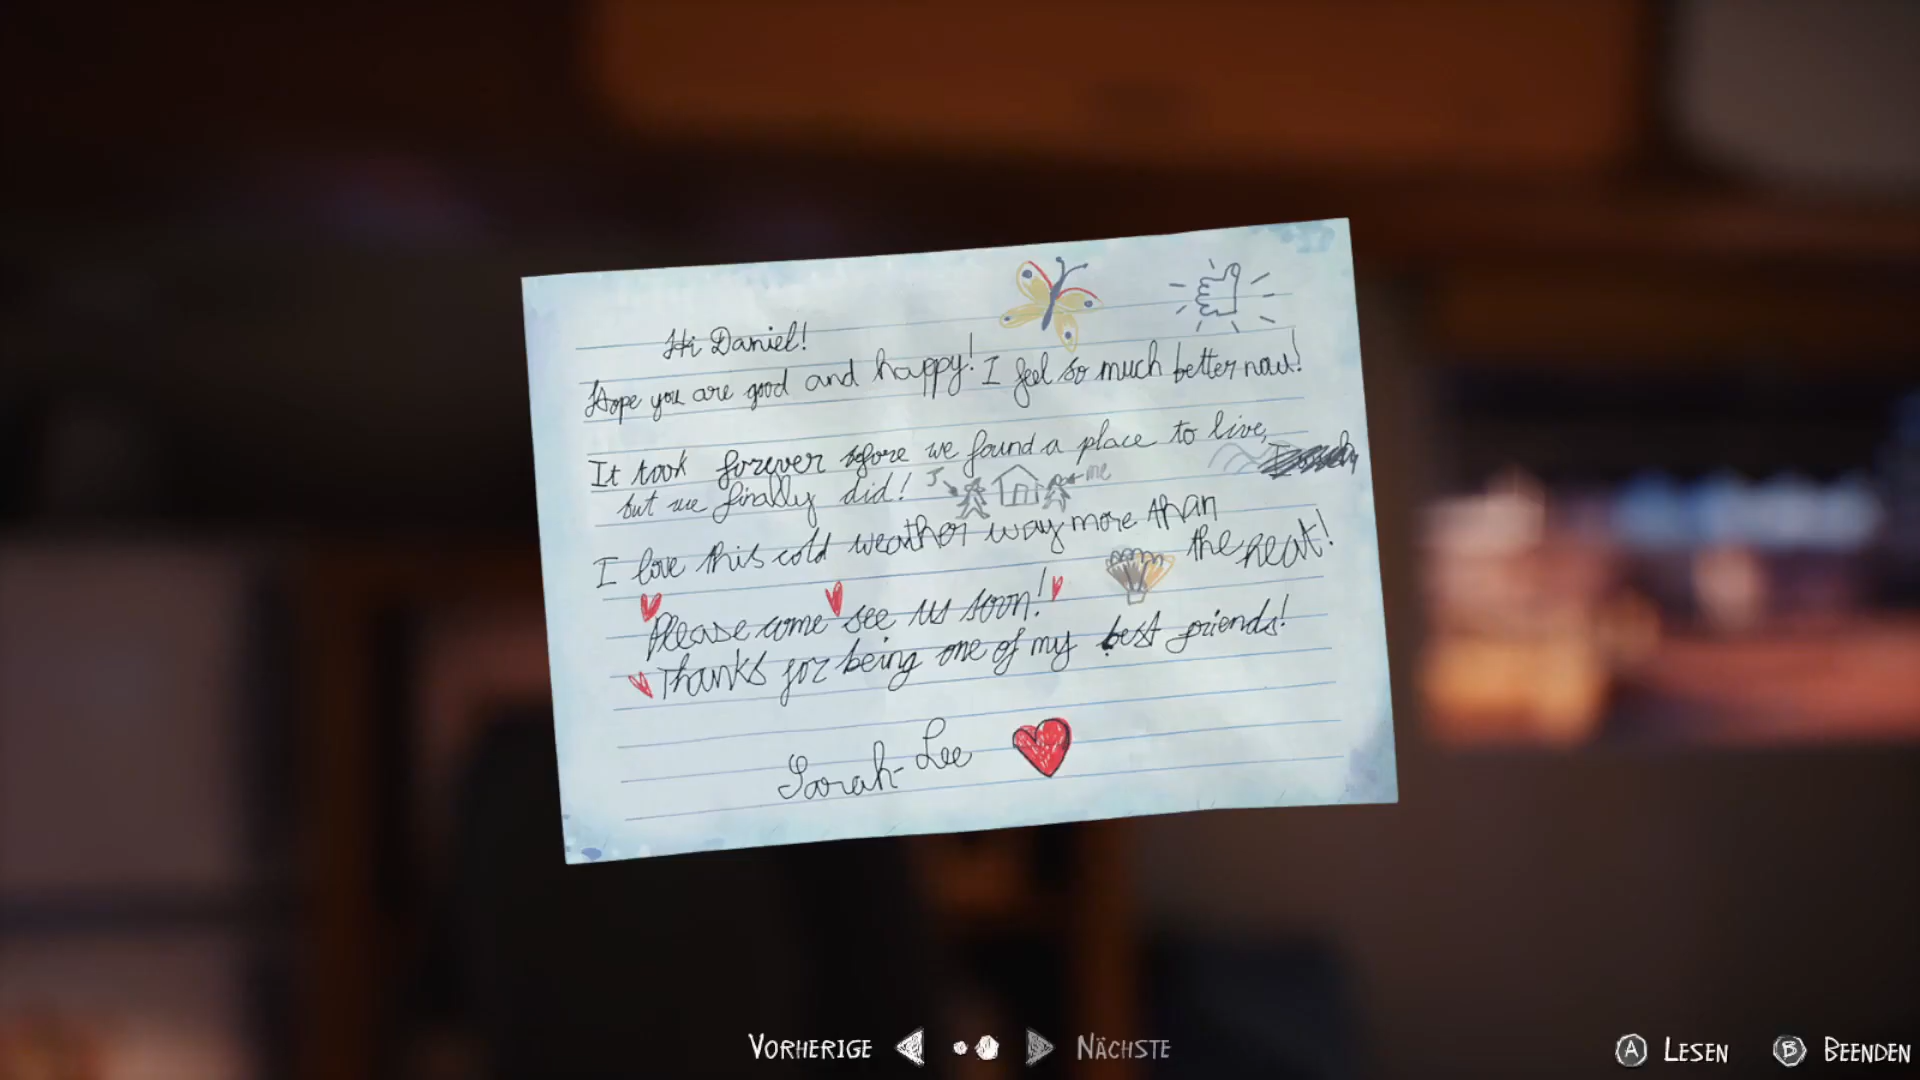 Hi Daniel!
Hope you are good and happy! I feel so much better now!
It took forever before we found a place to live,
but we finally did! J me
I love this cold weather way more than
the heat!
Please come see us soon!
Thanks for being one of my best friends!
Sarah-Lee
VORHERIGE NÄCHSTE
A LESEN B BEENDEN